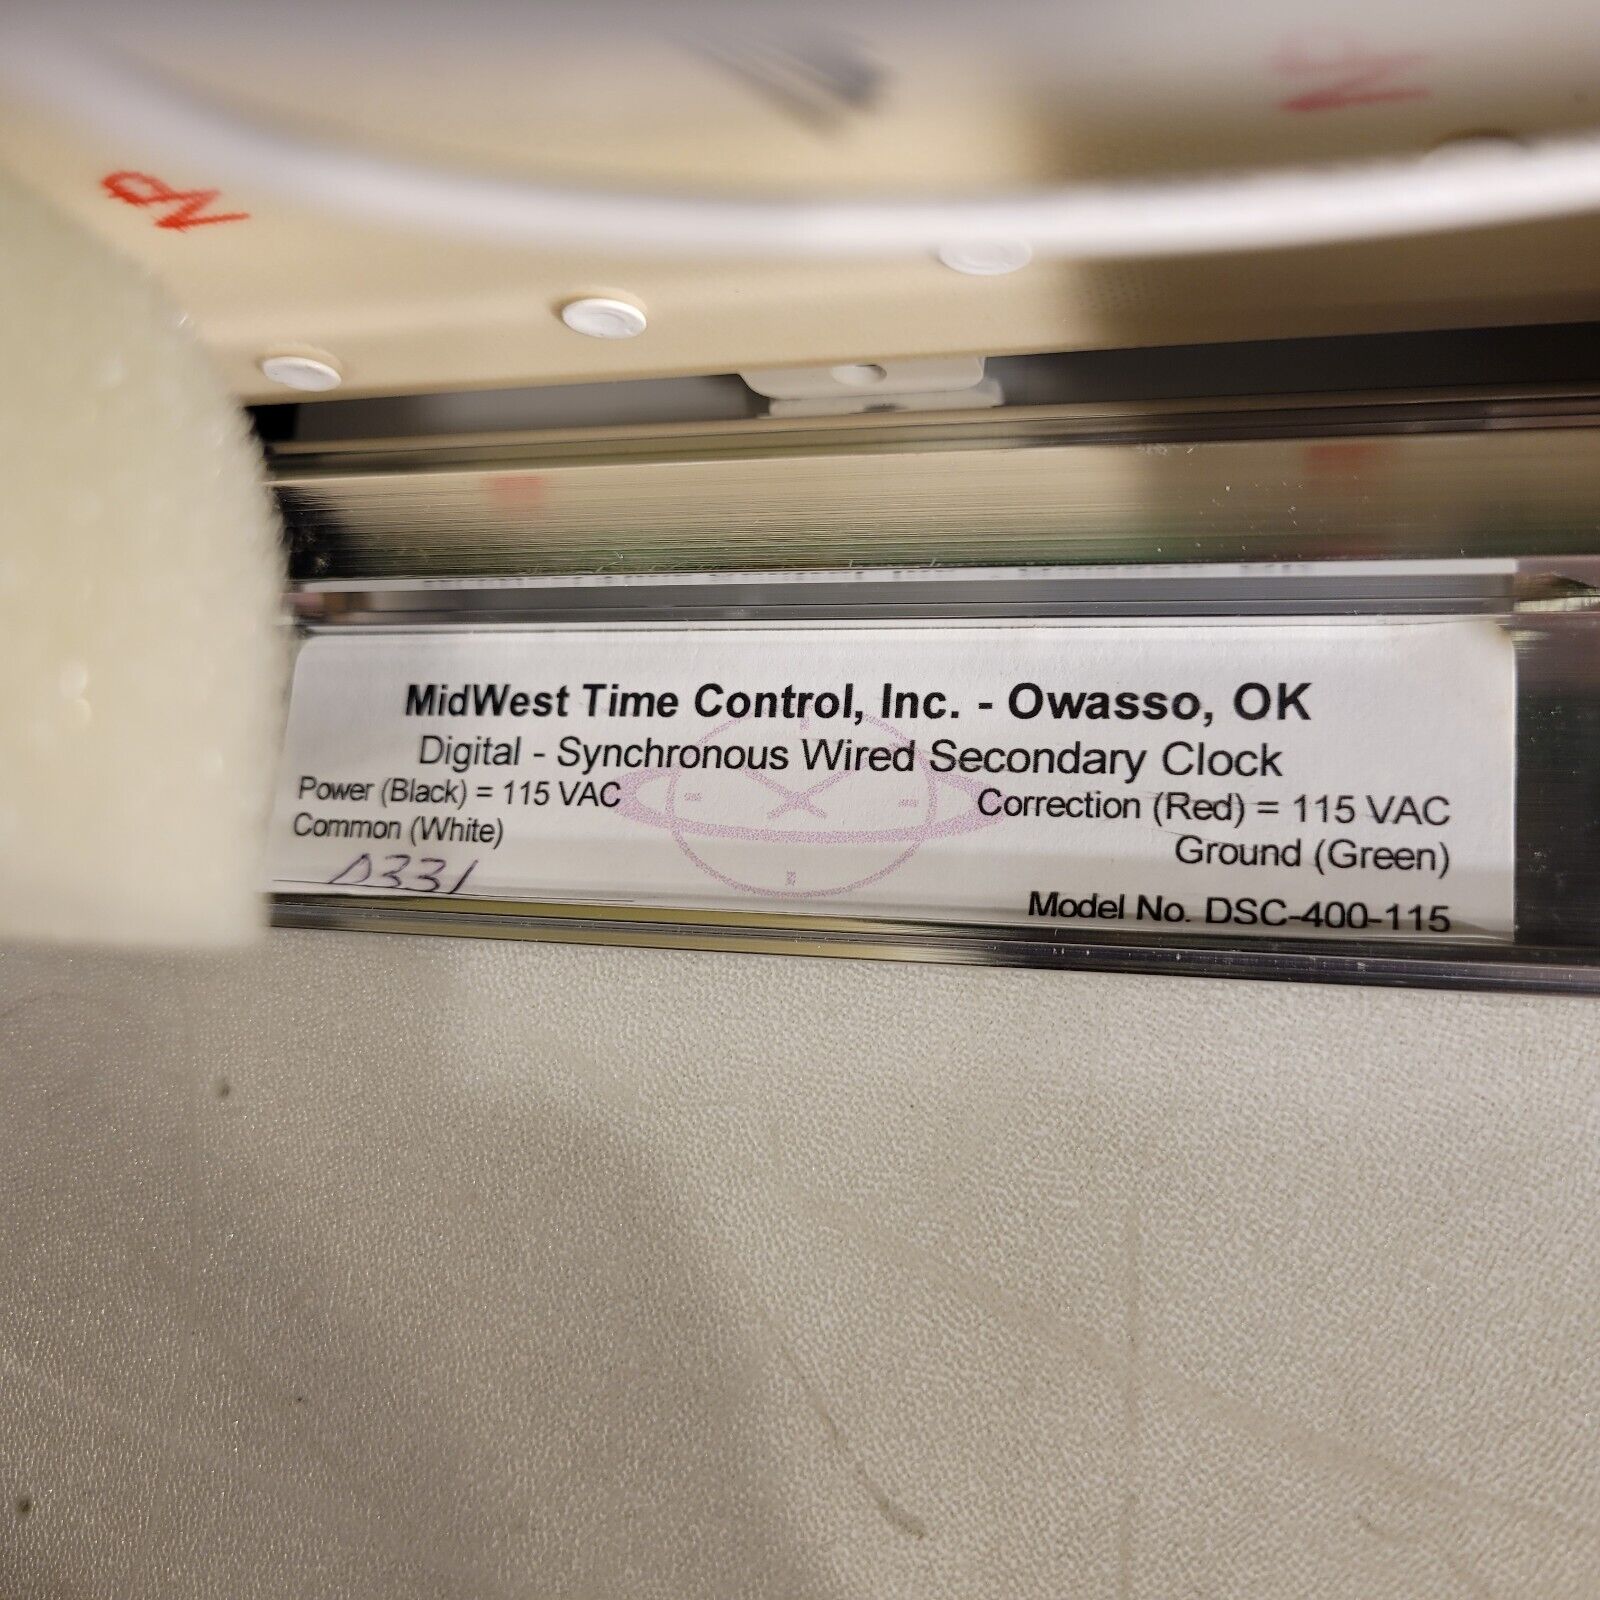 MidWest Time Control, Inc. - Owasso, OK
Digital - Synchronous Wired Secondary Clock
Power (Black) = 115 VAC
Correction (Red) = 115 VAC
Common (White)
Ground (Green)
Model No. DSC-400-115